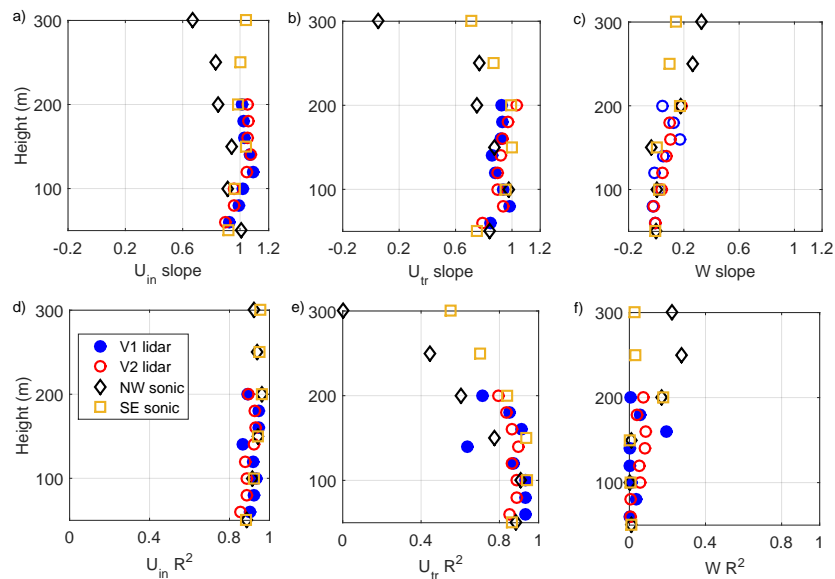 a)
b)
c)
300
200
100
Height (m)
-0.2 0.2 0.6 1 1.2
U_in slope
300
200
100
-0.2 0.2 0.6 1 1.2
U_tr slope
300
200
100
-0.2 0.2 0.6 1 1.2
W slope
d)
e)
f)
300
200
100
Height (m)
V1 lidar
V2 lidar
NW sonic
SE sonic
0 0.4 0.8 1
U_in R²
300
200
100
0 0.4 0.8 1
U_tr R²
300
200
100
0 0.4 0.8 1
W R²